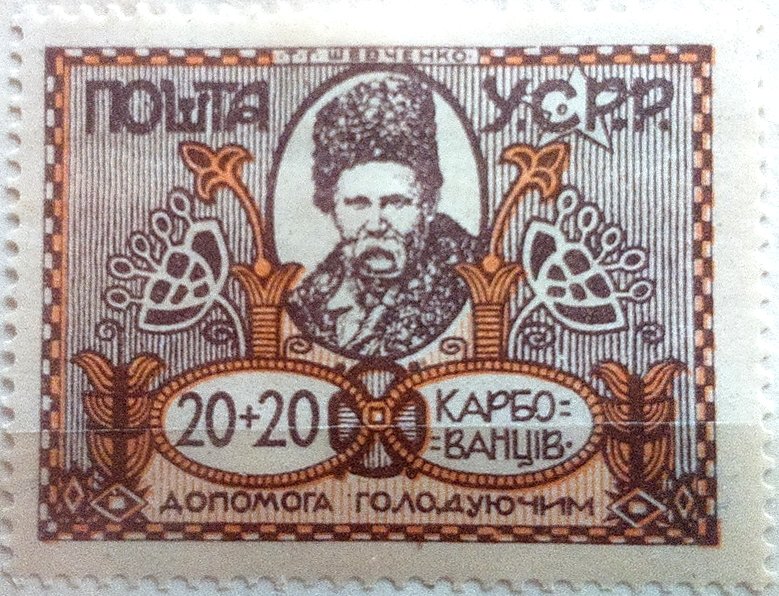 Т.Г. ШЕВЧЕНКО
ПОШТА У.С.Р.Р.
20+20 КАРБО=
=ВАНЦІВ.
ДОПОМОГА ГОЛОДУЮЧИМ